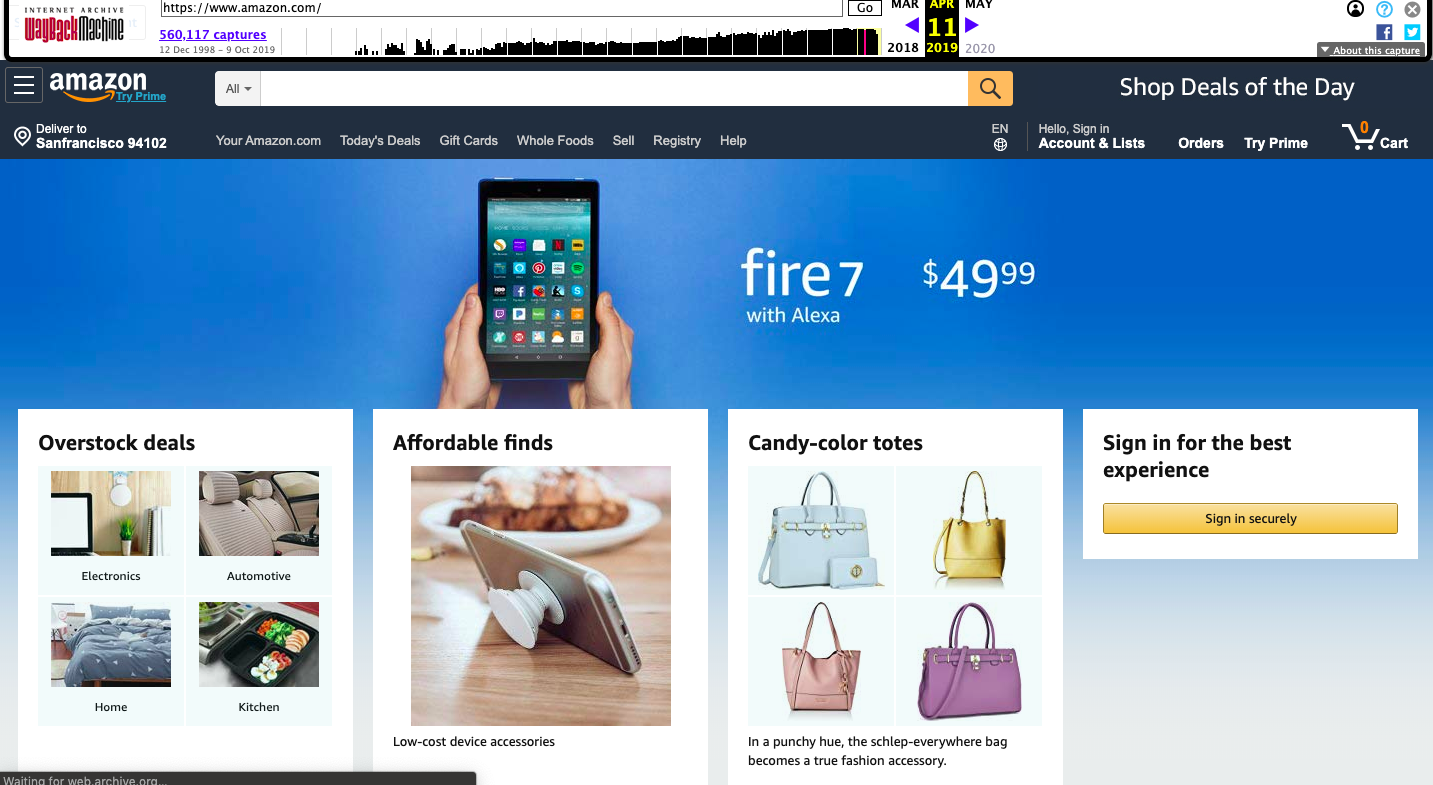 INTERNET ARCHIVE
WayBackMachine
https://www.amazon.com/
Go
560,117 captures
12 Dec 1998 – 9 Oct 2019
MAR APR MAY
11
2018 2019 2020
About this capture
amazon
Try Prime
All
Shop Deals of the Day
Deliver to
Sanfrancisco 94102
Your Amazon.com Today's Deals Gift Cards Whole Foods Sell Registry Help
EN
Hello, Sign in
Account & Lists
Orders
Try Prime
0
Cart
fire 7
with Alexa
$49 99
Overstock deals
Electronics
Automotive
Home
Kitchen
Affordable finds
Low-cost device accessories
Candy-color totes
In a punchy hue, the schlep-everywhere bag
becomes a true fashion accessory.
Sign in for the best
experience
Sign in securely
Waiting for web.archive.org...